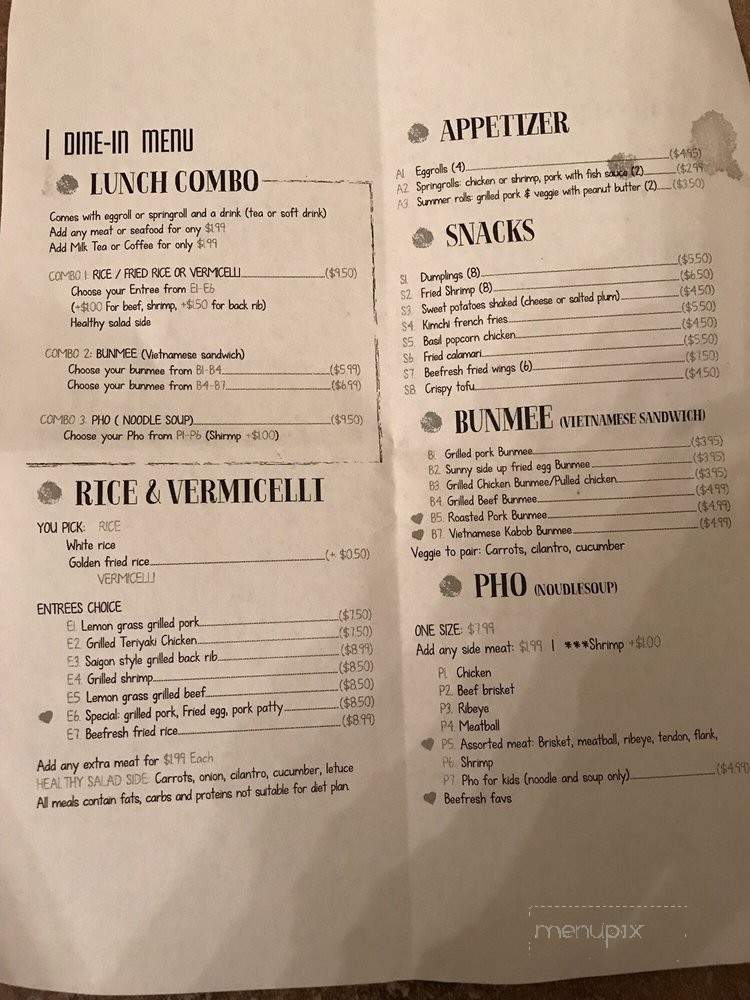 | DINE-IN MENU
LUNCH COMBO
Comes with eggroll or springroll and a drink (tea or soft drink)
Add any meat or seafood for ony $1.99
Add Milk Tea or Coffee for only $1.99
COMBO 1: RICE / FRIED RICE OR VERMICELLI ($9.50)
Choose your Entree from E1-E6
(+$1.00 For beef, shrimp, +$1.50 for back rib)
Healthy salad side
COMBO 2: BUNMEE (Vietnamese sandwich)
Choose your bunmee from B1-B4 ($5.99)
Choose your bunmee from B4-B7 ($6.99)
COMBO 3: PHO ( NOODLE SOUP) ($9.50)
Choose your Pho from P1-P6 (Shirmp +$1.00)
RICE & VERMICELLI
YOU PICK: RICE
White rice
Golden fried rice (+ $0.50)
VERMICELLI
ENTREES CHOICE
E1. Lemon grass grilled pork ($7.50)
E2. Grilled Teriyaki Chicken ($7.50)
E3. Saigon style grilled back rib ($8.99)
E4. Grilled shrimp ($8.50)
E5. Lemon grass grilled beef ($8.50)
E6. Special: grilled pork, Fried egg, pork patty ($8.50)
E7. Beefresh fried rice ($8.99)
Add any extra meat for $1.99 Each
HEALTHY SALAD SIDE: Carrots, onion, cilantro, cucumber, letuce
All meals contain fats, carbs and proteins not suitable for diet plan
APPETIZER
A1. Eggrolls (4) ($4.95)
A2. Springrolls: chicken or shrimp, pork with fish sauce (2) ($2.99
A3. Summer rolls: grilled pork & veggie with peanut butter (2) ($3.50)
SNACKS
S1. Dumplings (8) ($5.50)
S2. Fried Shrimp (8) ($6.50)
S3. Sweet potatoes shaked (cheese or salted plum) ($4.50)
S4. Kimchi french fries ($5.50)
S5. Basil popcorn chicken ($4.50)
S6. Fried calamari ($5.50)
S7. Beefresh fried wings (6) ($7.50)
S8. Crispy tofu ($4.50)
BUNMEE (VIETNAMESE SANDWICH)
B1. Grilled pork Bunmee ($3.95)
B2. Sunny side up fried egg Bunmee ($3.95)
B3. Grilled Chicken Bunmee/Pulled chicken ($3.95)
B4. Grilled Beef Bunmee ($4.99)
B5. Roasted Pork Bunmee ($4.99)
B7. Vietnamese Kabob Bunmee ($4.99)
Veggie to pair: Carrots, cilantro, cucumber
PHO (NOUDLESOUP)
ONE SIZE: $7.99
Add any side meat: $1.99 | ***Shrimp +$1.00
P1. Chicken
P2. Beef brisket
P3. Ribeye
P4. Meatball
P5. Assorted meat: Brisket, meatball, ribeye, tendon, flank,
P6. Shrimp
P7. Pho for kids (noodle and soup only) ($4.99)
Beefresh favs
menupix